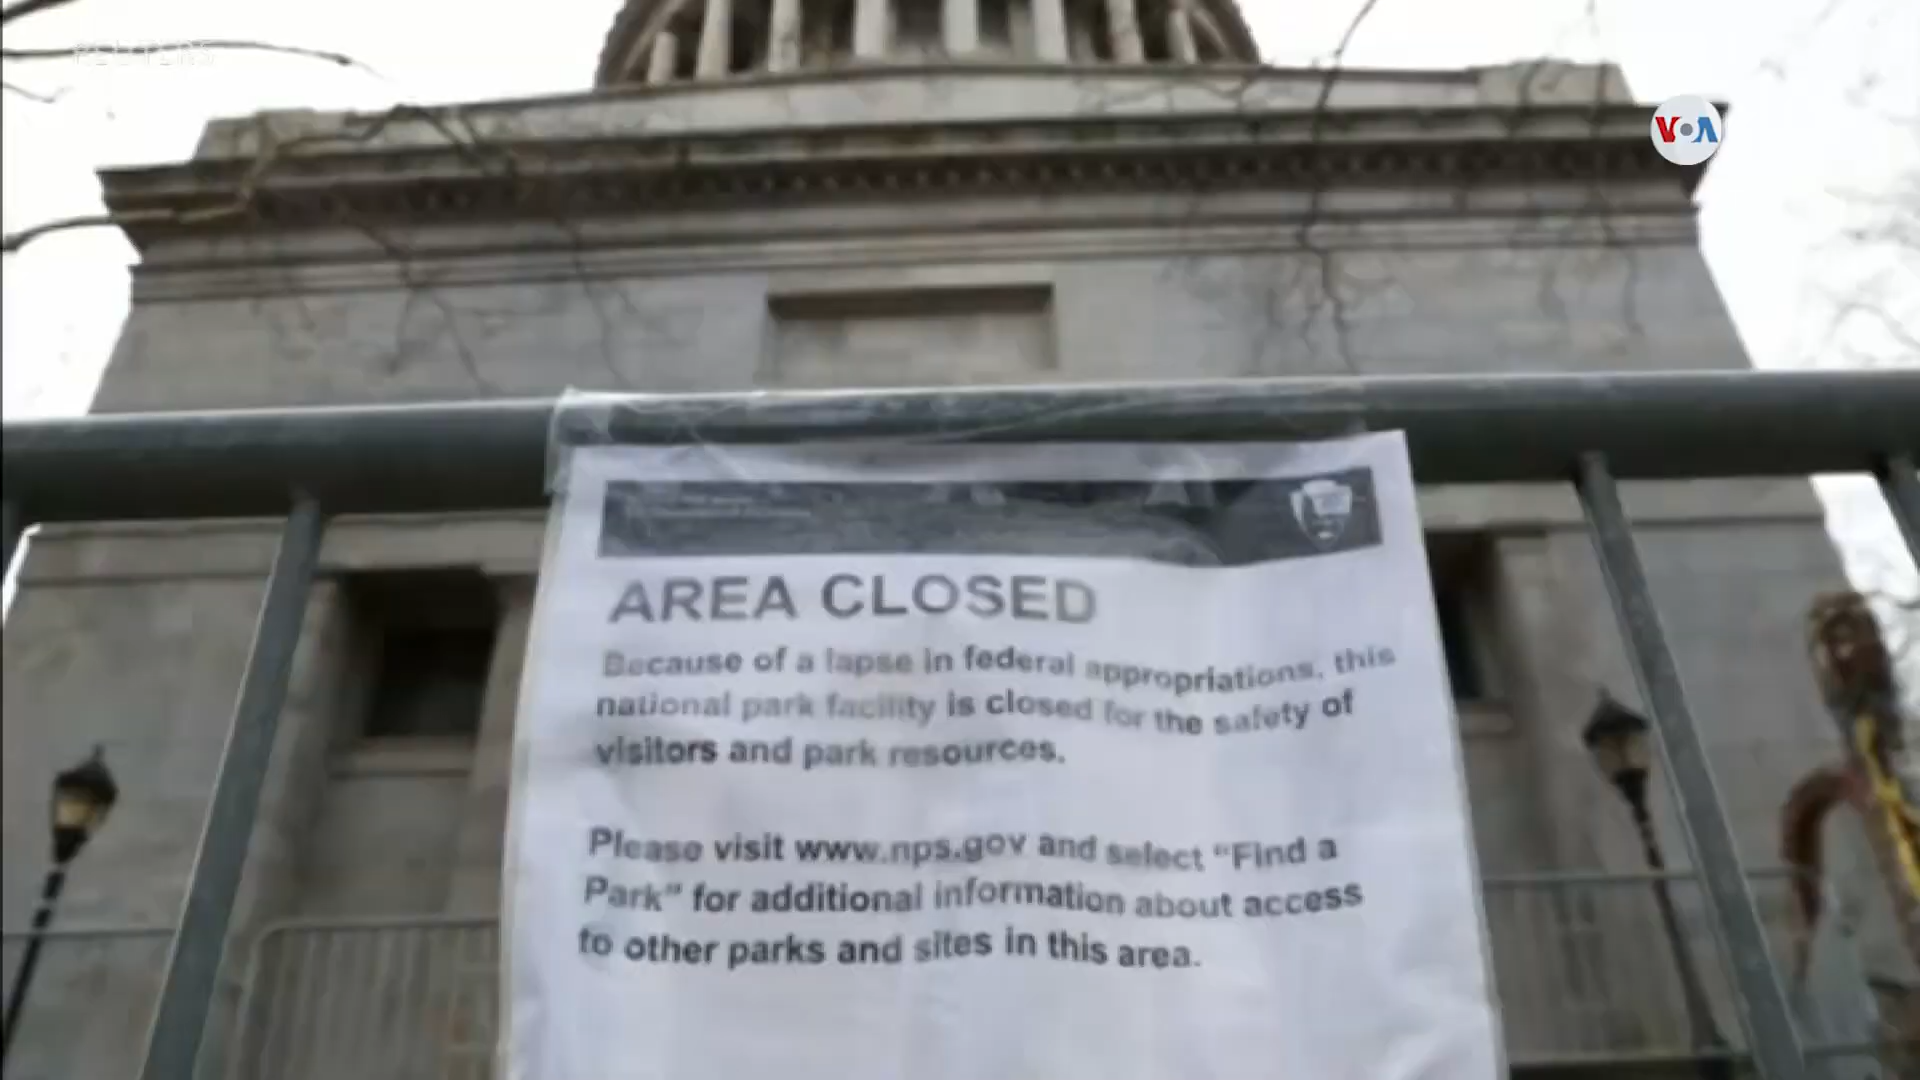 REUTERS
VOA
AREA CLOSED
Because of a lapse in federal appropriations, this
national park facility is closed for the safety of
visitors and park resources.
Please visit www.nps.gov and select "Find a
Park" for additional information about access
to other parks and sites in this area.